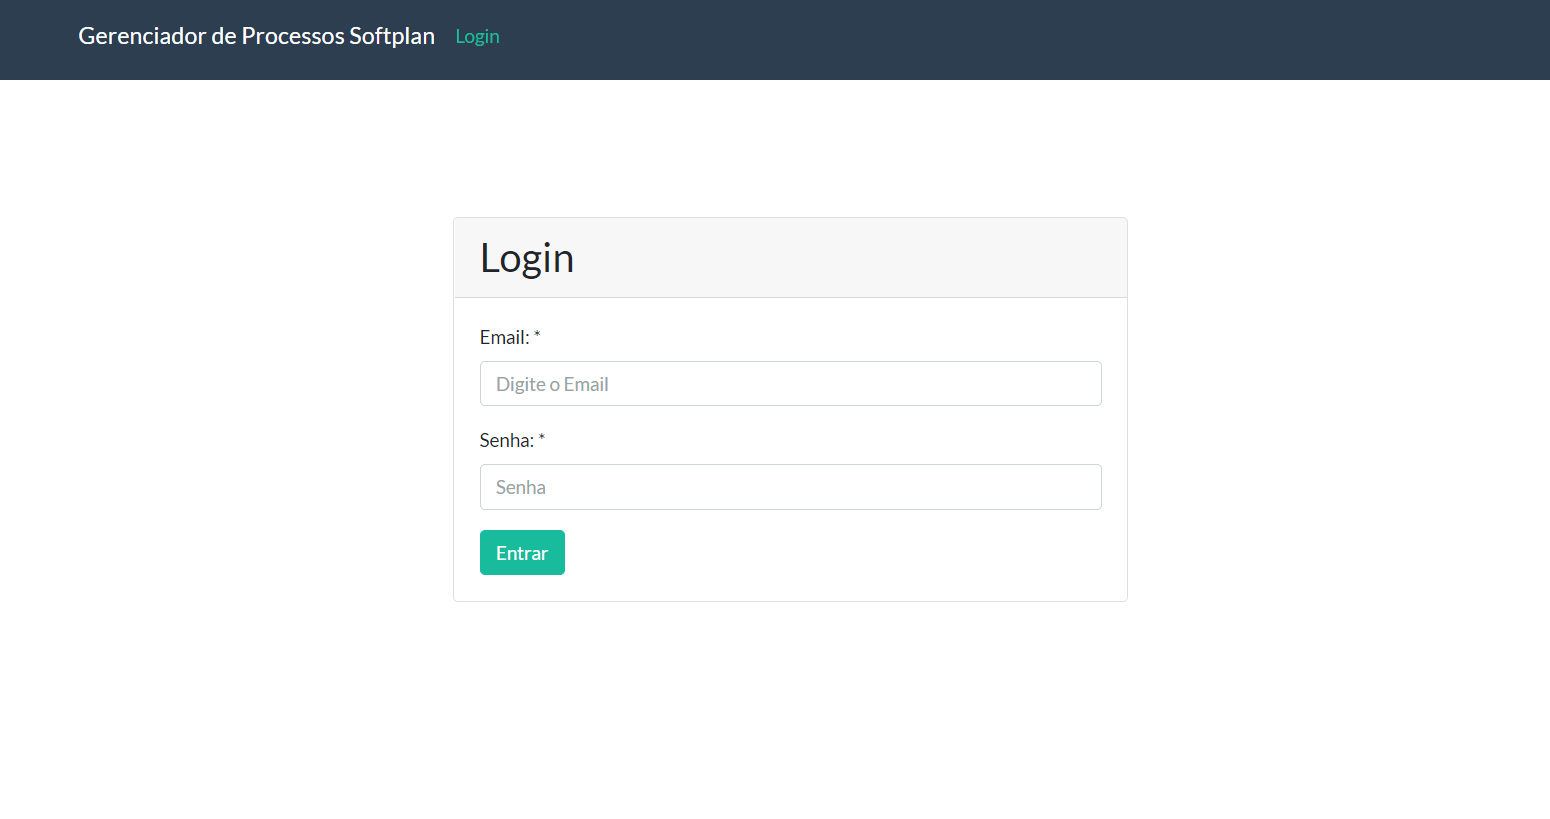 Gerenciador de Processos Softplan Login
Login
Email: *
Digite o Email
Senha: *
Senha
Entrar